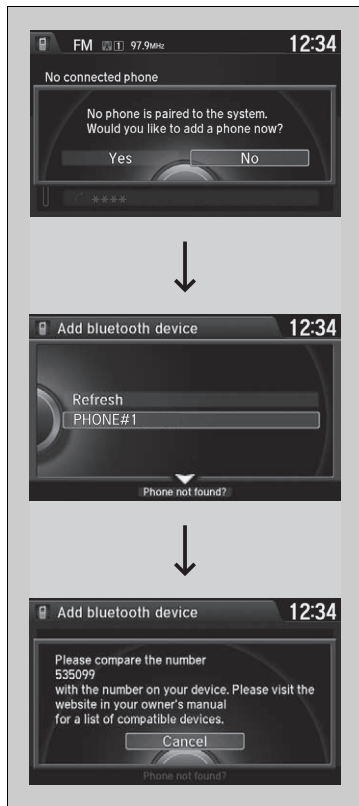 FM 1 97.9MHz 12:34
No connected phone
No phone is paired to the system.
Would you like to add a phone now?
Yes No
****
Add bluetooth device 12:34
Refresh
PHONE#1
Phone not found?
Add bluetooth device 12:34
Please compare the number
535099
with the number on your device. Please visit the
website in your owner's manual
for a list of compatible devices.
Cancel
Phone not found?